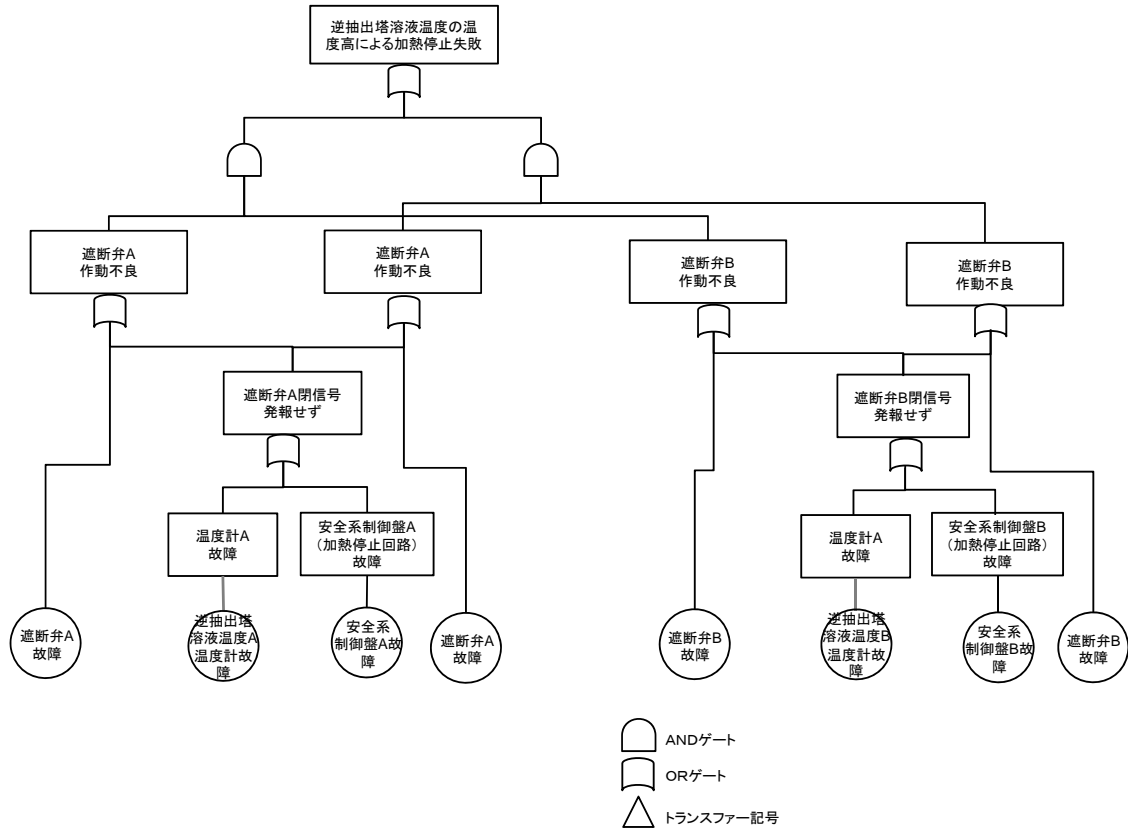 逆抽出塔溶液温度の温
度高による加熱停止失敗
遮断弁A
作動不良
遮断弁A
作動不良
遮断弁B
作動不良
遮断弁B
作動不良
遮断弁A閉信号
発報せず
遮断弁B閉信号
発報せず
温度計A
故障
安全系制御盤A
（加熱停止回路）
故障
温度計A
故障
安全系制御盤B
（加熱停止回路）
故障
遮断弁A
故障
逆抽出塔
溶液温度A
温度計故
障
安全系
制御盤A故
障
遮断弁A
故障
遮断弁B
故障
逆抽出塔
溶液温度B
温度計故
障
安全系
制御盤B故
障
遮断弁B
故障
ANDゲート
ORゲート
トランスファー記号